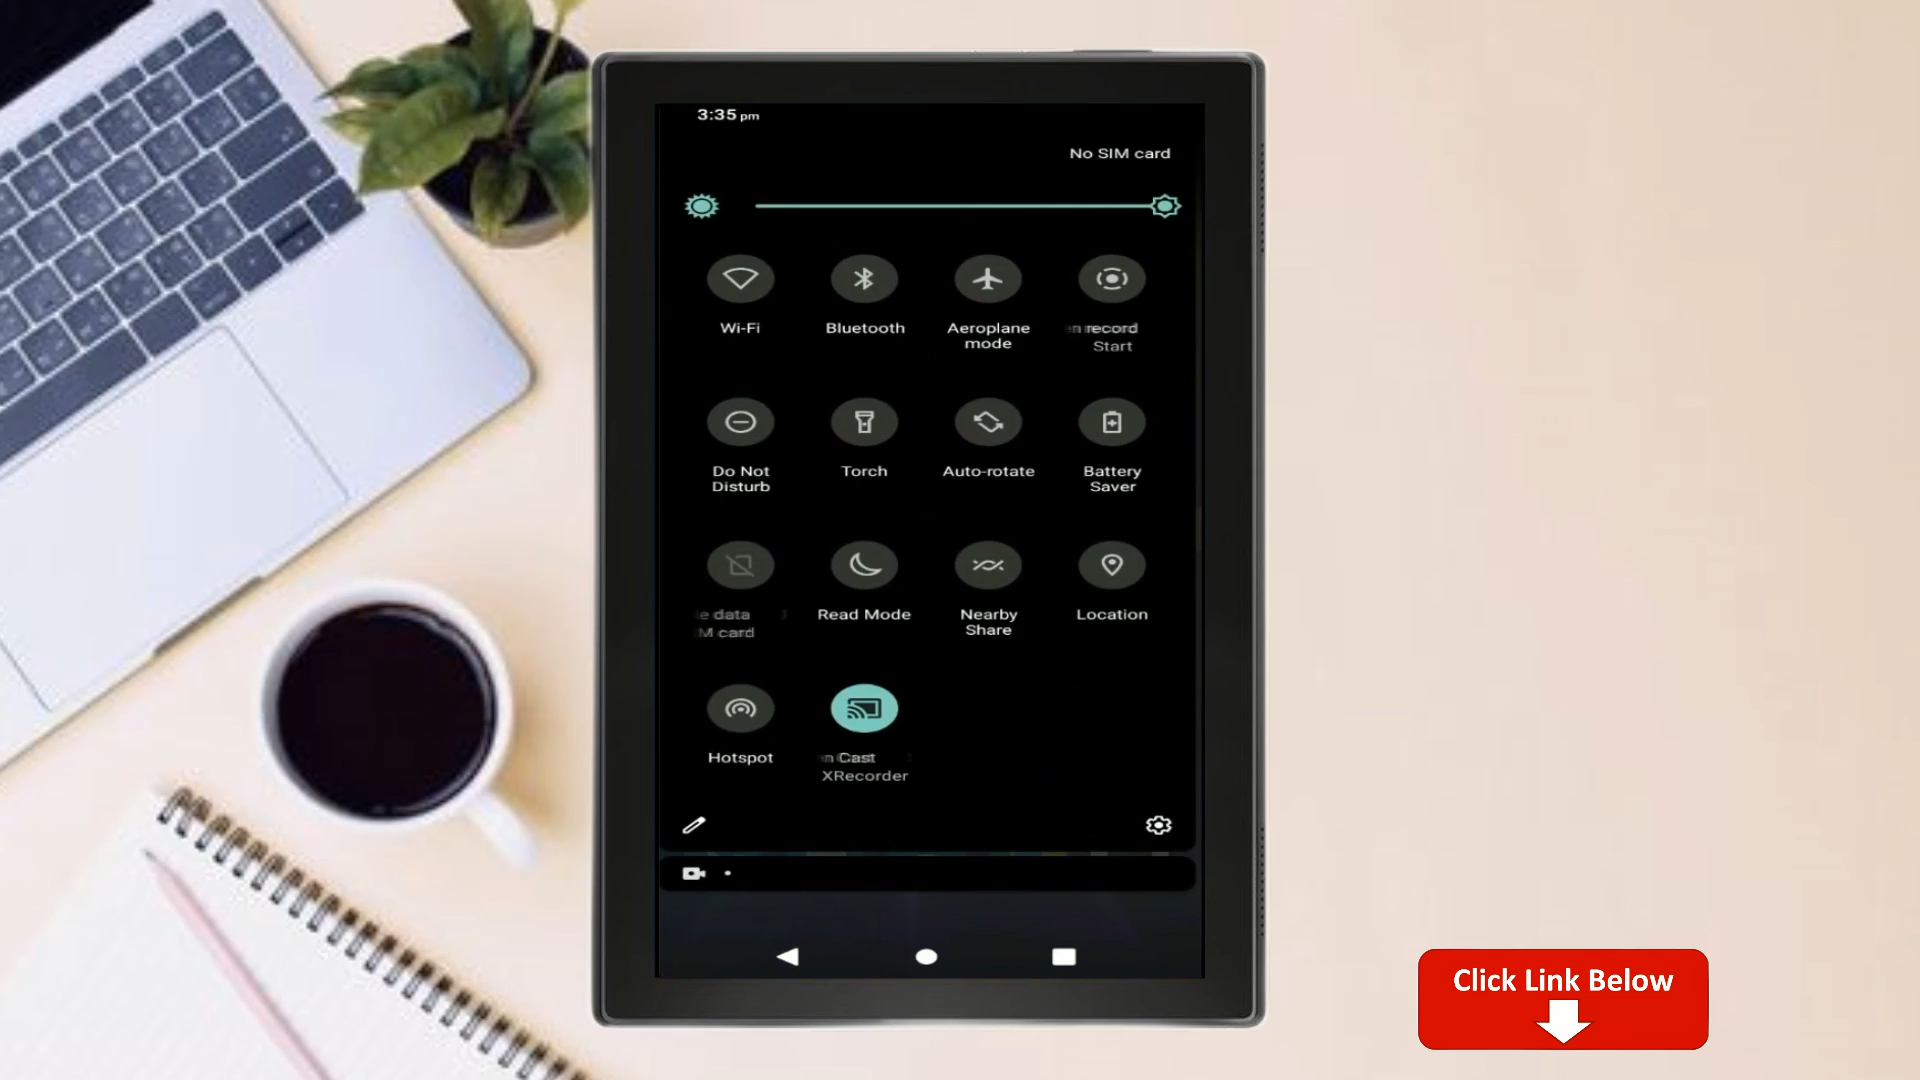 3:35 pm
No SIM card
Wi-Fi
Bluetooth
Aeroplane
mode
record
Start
Do Not
Disturb
Torch
Auto-rotate
Battery
Saver
data
M card
Read Mode
Nearby
Share
Location
Hotspot
Cast
XRecorder
Click Link Below